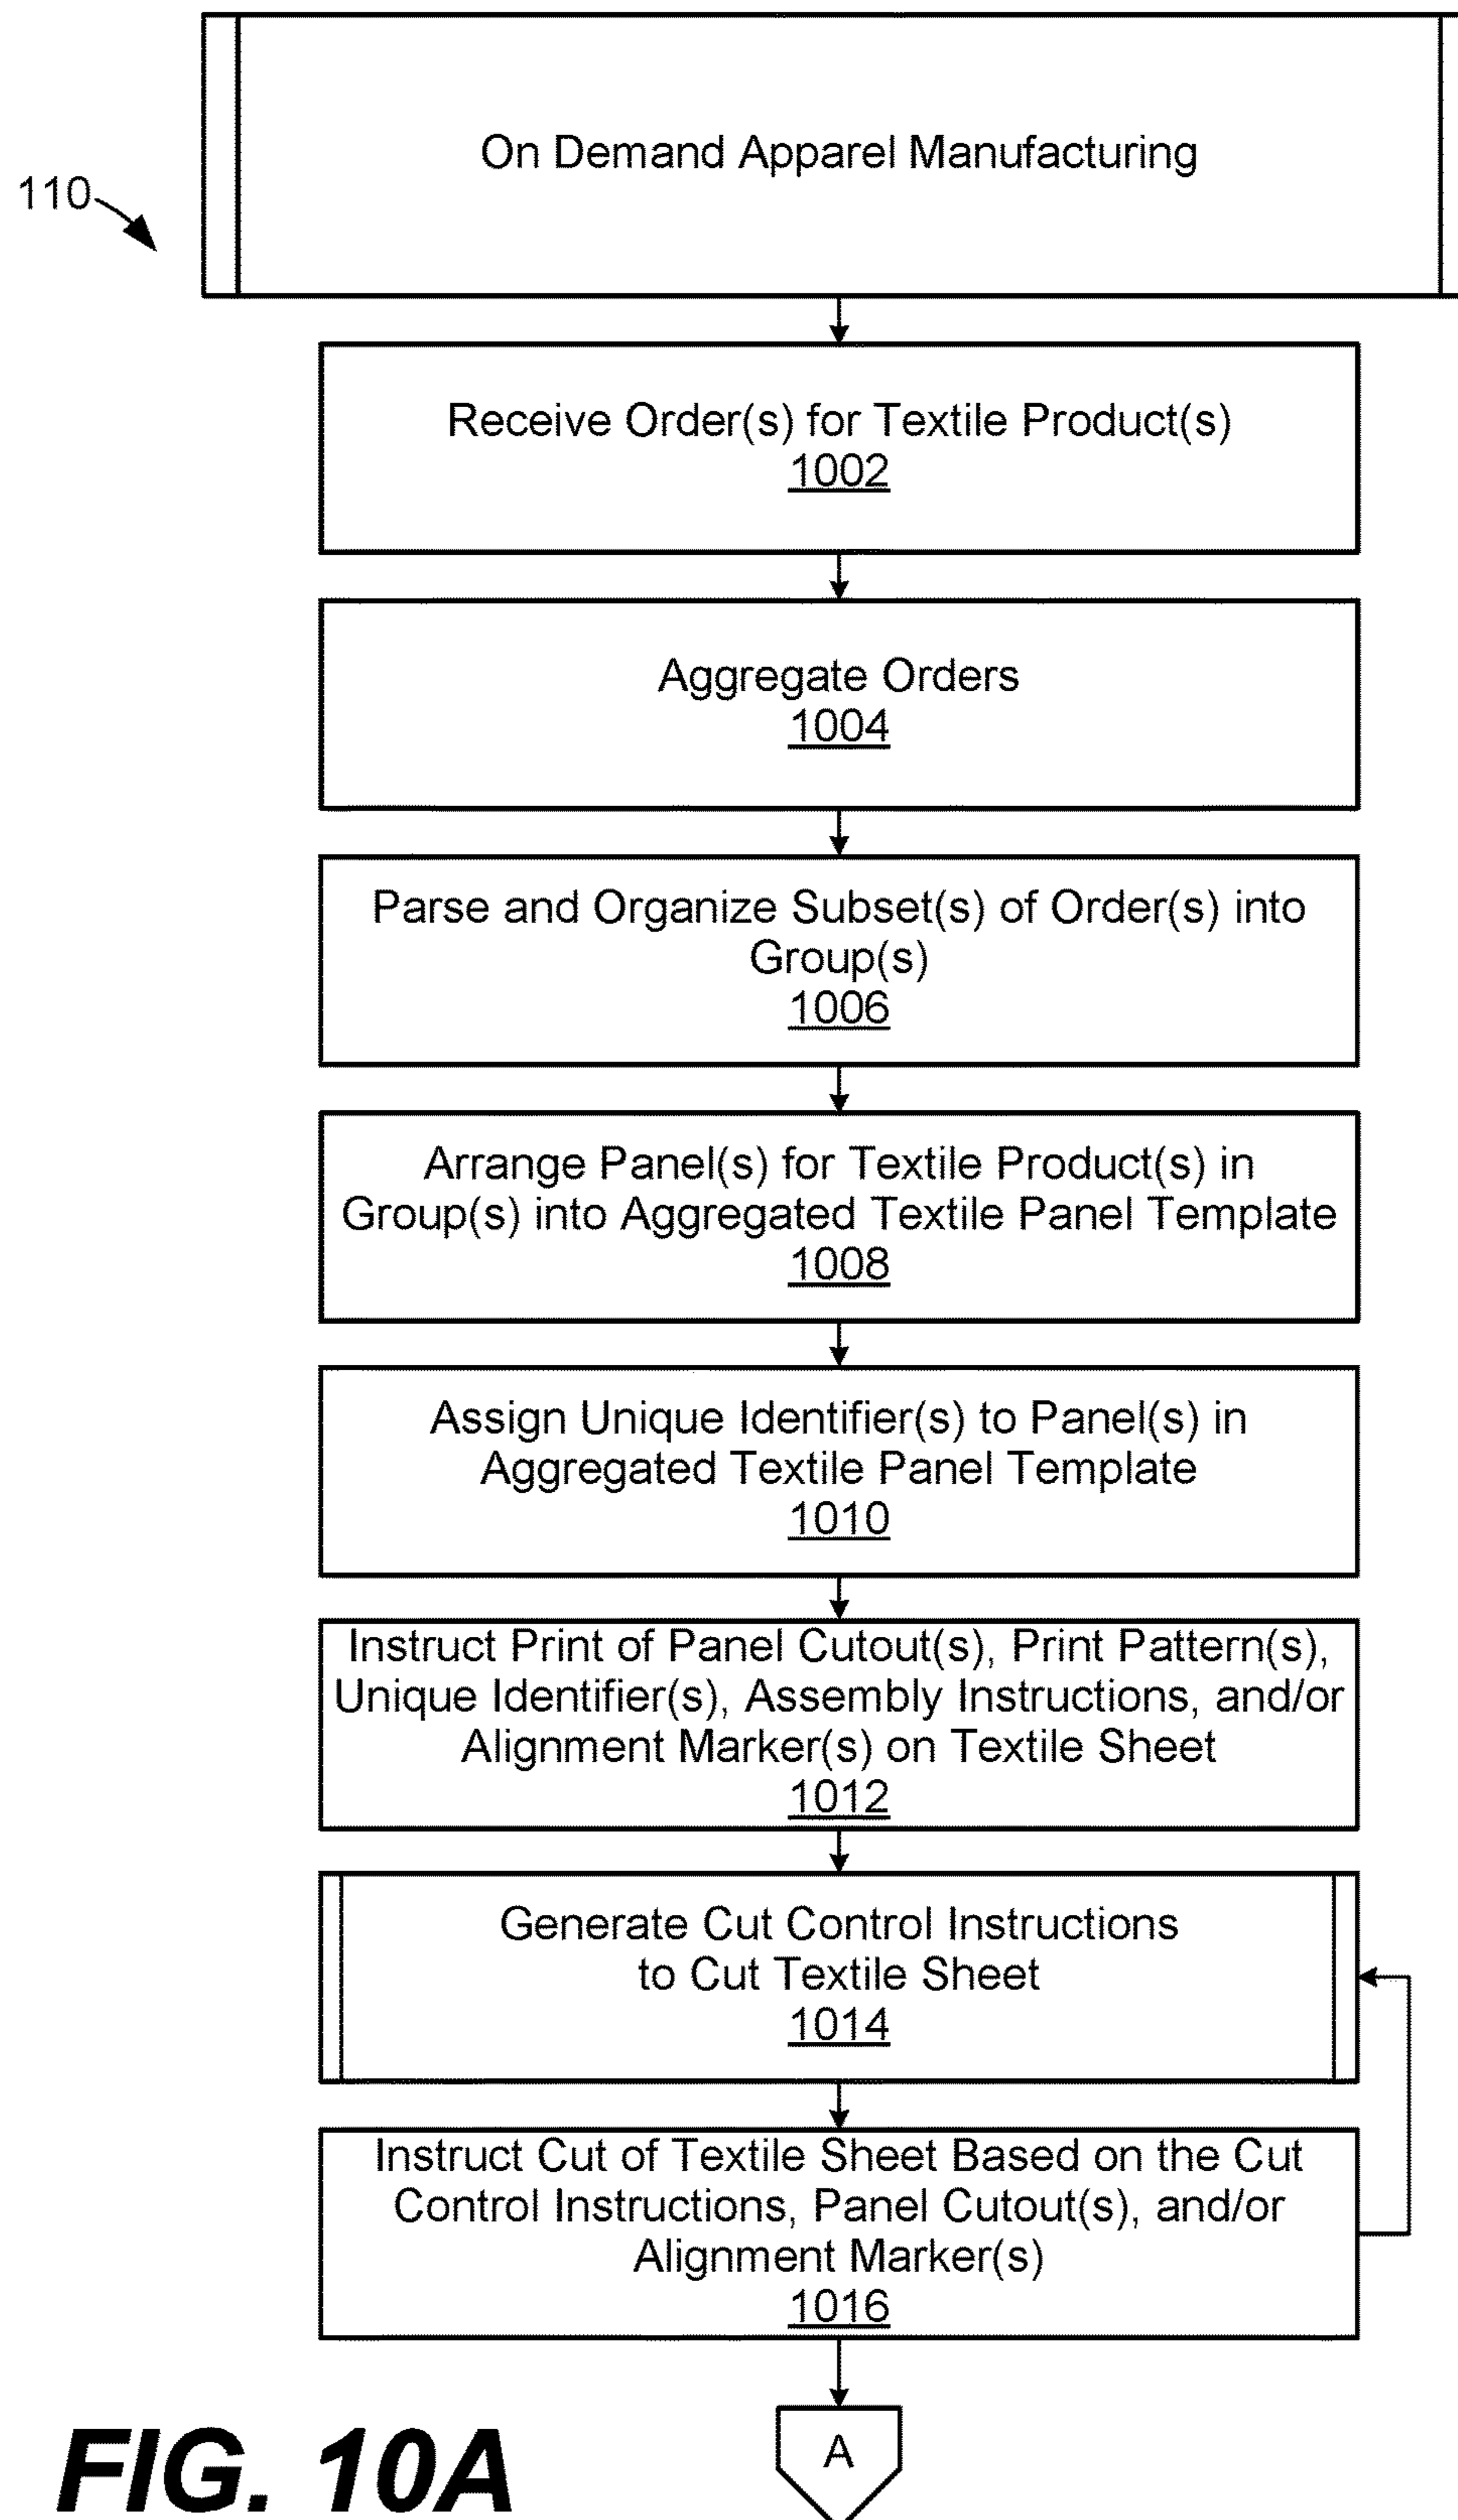 On Demand Apparel Manufacturing
110
Receive Order(s) for Textile Product(s)
1002
Aggregate Orders
1004
Parse and Organize Subset(s) of Order(s) into
Group(s)
1006
Arrange Panel(s) for Textile Product(s) in
Group(s) into Aggregated Textile Panel Template
1008
Assign Unique Identifier(s) to Panel(s) in
Aggregated Textile Panel Template
1010
Instruct Print of Panel Cutout(s), Print Pattern(s),
Unique Identifier(s), Assembly Instructions, and/or
Alignment Marker(s) on Textile Sheet
1012
Generate Cut Control Instructions
to Cut Textile Sheet
1014
Instruct Cut of Textile Sheet Based on the Cut
Control Instructions, Panel Cutout(s), and/or
Alignment Marker(s)
1016
A
FIG. 10A